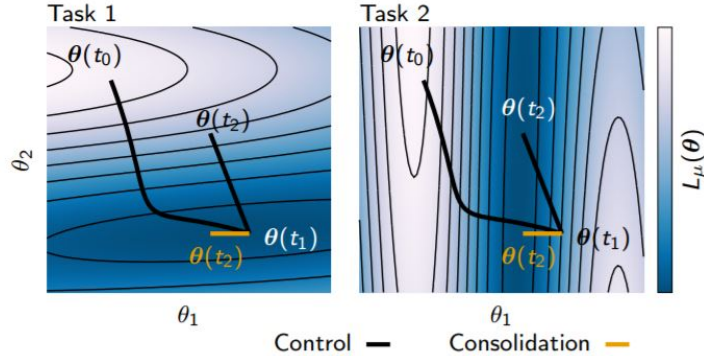 Task 1
Task 2
θ(t₀)
θ(t₂)
θ(t₁)
θ(t₂)
θ₂
θ₁
θ(t₀)
θ(t₂)
θ(t₁)
θ(t₂)
θ₁
Lμ(θ)
Control
Consolidation